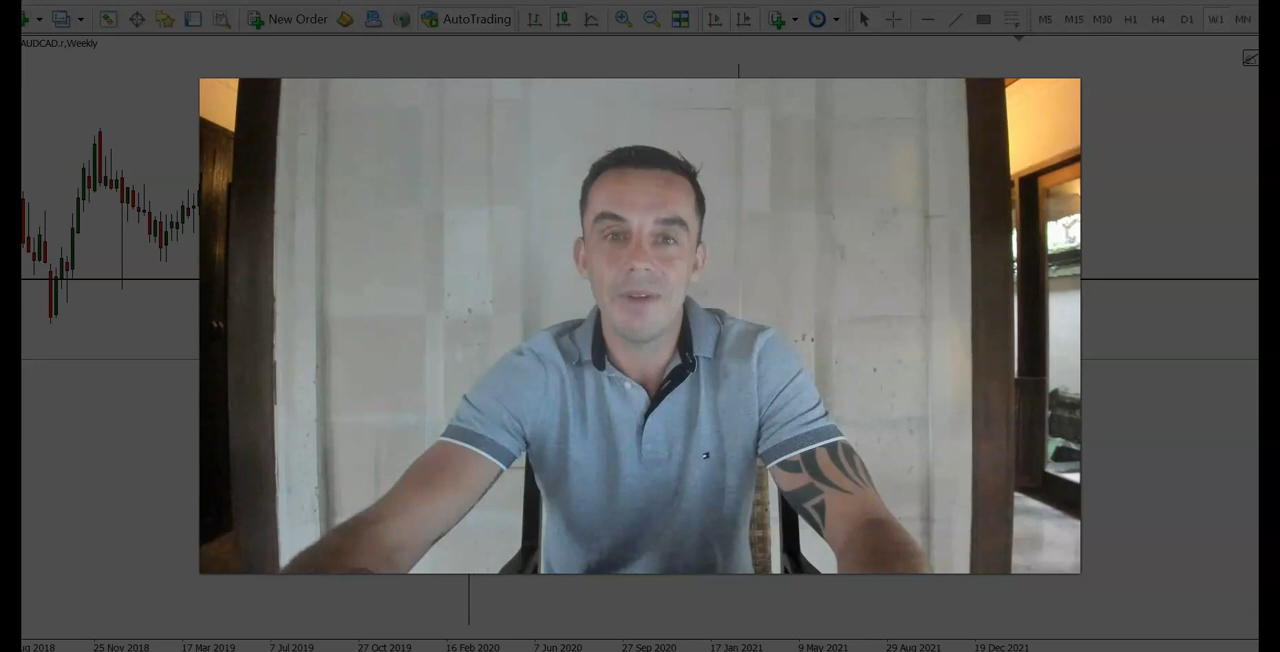 New Order AutoTrading M5 M15 M30 H1 H4 D1 W1 MN
AUDCAD.r,Weekly
ug 2018 25 Nov 2018 17 Mar 2019 7 Jul 2019 27 Oct 2019 16 Feb 2020 7 Jun 2020 27 Sep 2020 17 Jan 2021 9 May 2021 29 Aug 2021 19 Dec 2021